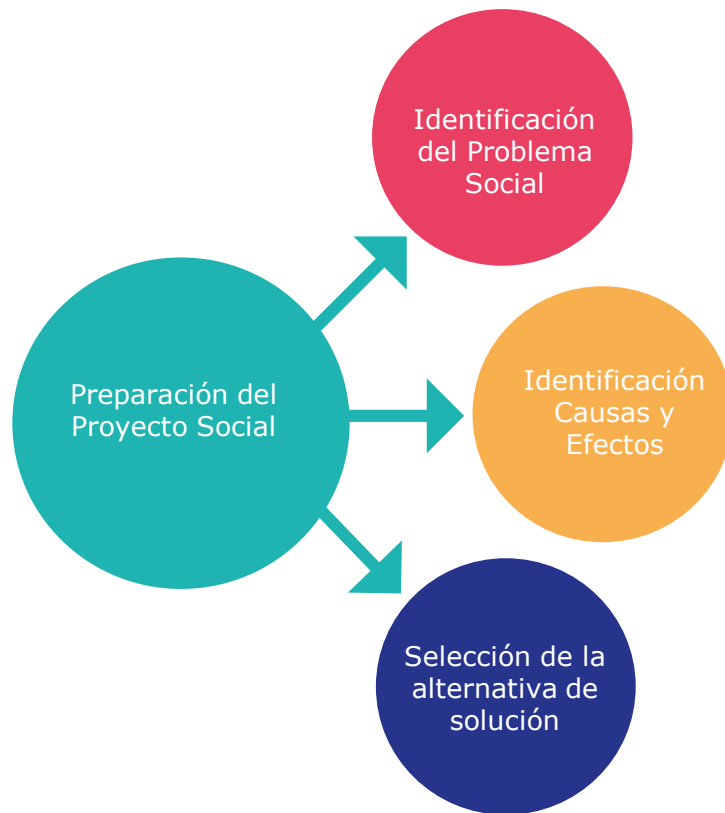 Identificación
del Problema
Social
Preparación del
Proyecto Social
Identificación
Causas y
Efectos
Selección de la
alternativa de
solución